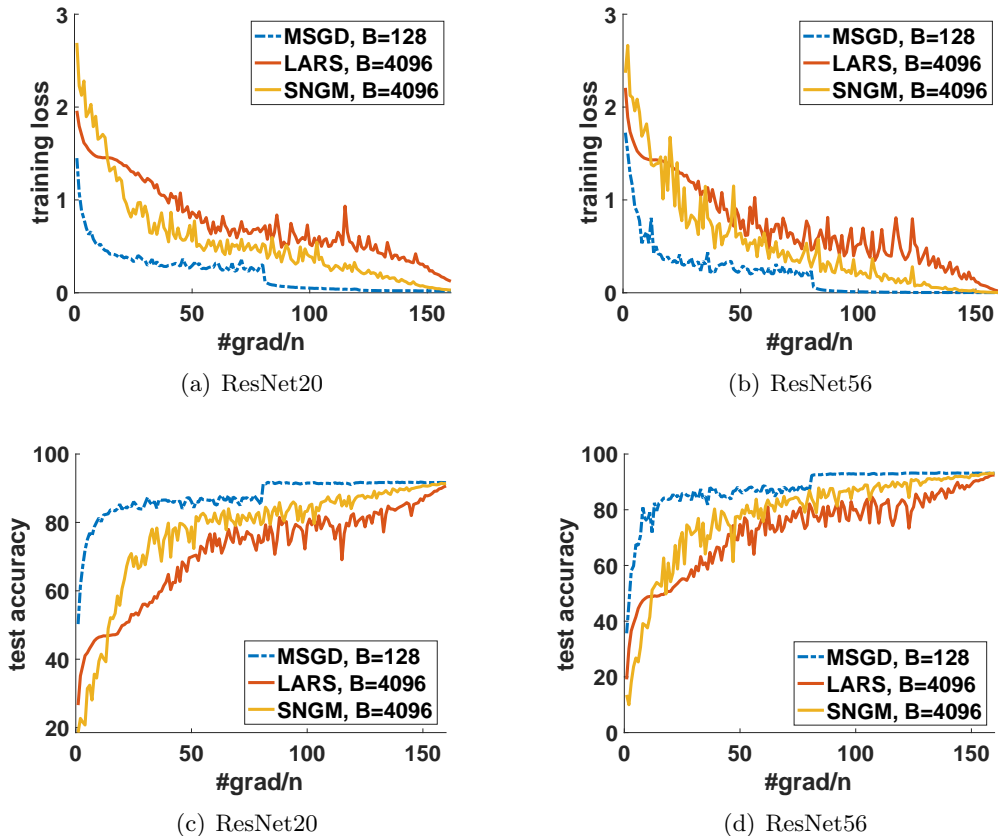 training loss
3
2
1
0
MSGD, B=128
LARS, B=4096
SNGM, B=4096
0 50 100 150
#grad/n
(a) ResNet20
training loss
3
2
1
0
MSGD, B=128
LARS, B=4096
SNGM, B=4096
0 50 100 150
#grad/n
(b) ResNet56
test accuracy
100
80
60
40
20
MSGD, B=128
LARS, B=4096
SNGM, B=4096
0 50 100 150
#grad/n
(c) ResNet20
test accuracy
100
80
60
40
20
0
MSGD, B=128
LARS, B=4096
SNGM, B=4096
0 50 100 150
#grad/n
(d) ResNet56